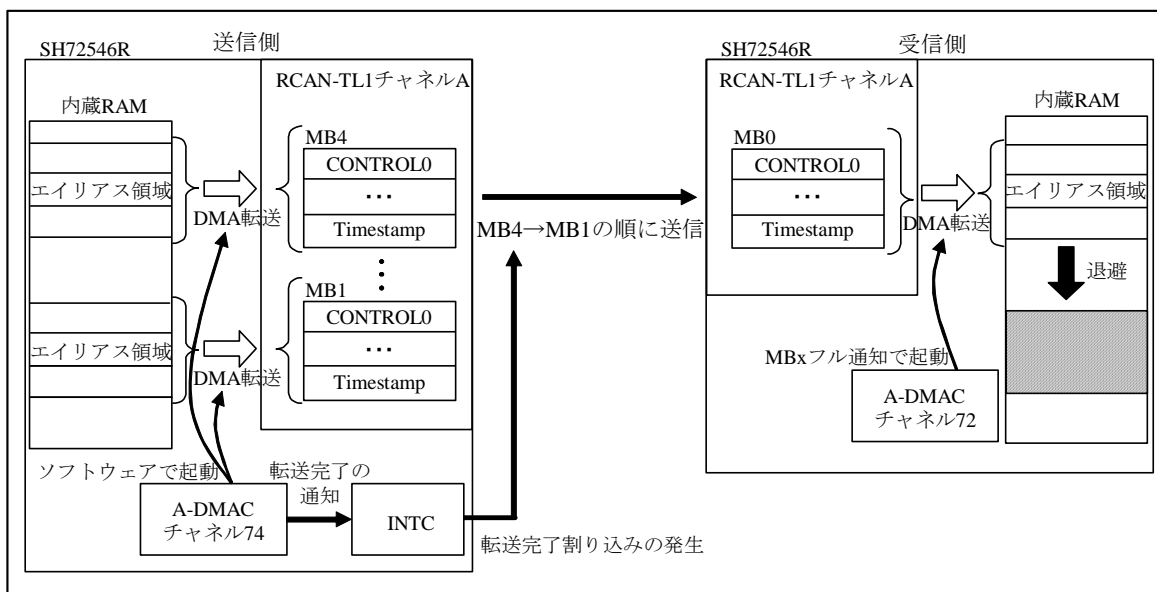 送信側
SH72546R
RCAN-TL1チャネルA
内蔵RAM
エイリアス領域
DMA転送
MB4
CONTROL0
…
Timestamp
MB1
CONTROL0
…
Timestamp
エイリアス領域
DMA転送
ソフトウェアで起動
転送完了の
通知
A-DMAC
チャネル74
INTC
MB4→MB1の順に送信
転送完了割り込みの発生
受信側
SH72546R
RCAN-TL1チャネルA
内蔵RAM
MB0
CONTROL0
…
Timestamp
DMA転送
エイリアス領域
退避
MBxフル通知で起動
A-DMAC
チャネル72